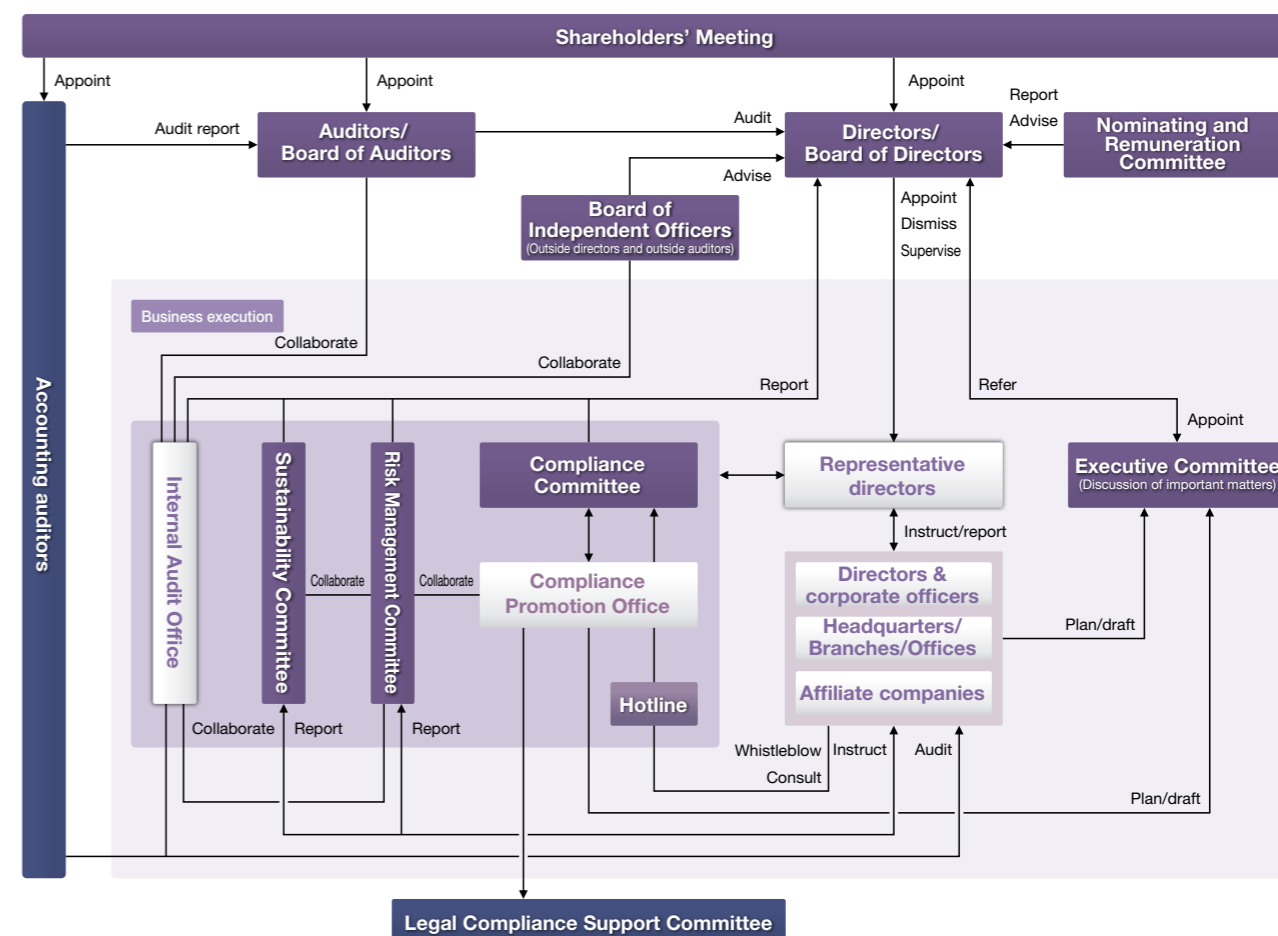 Shareholders’ Meeting
Appoint
Appoint
Appoint
Report
Advise
Audit report
Auditors/
Board of Auditors
Audit
Directors/
Board of Directors
Nominating and
Remuneration
Committee
Advise
Board of
Independent Officers
(Outside directors and outside auditors)
Appoint
Dismiss
Supervise
Business execution
Collaborate
Collaborate
Report
Refer
Appoint
Accounting auditors
Internal Audit Office
Sustainability Committee
Risk Management Committee
Compliance
Committee
Representative
directors
Executive Committee
(Discussion of important matters)
Instruct/report
Collaborate
Collaborate
Compliance
Promotion Office
Directors &
corporate officers
Headquarters/
Branches/Offices
Affiliate companies
Plan/draft
Hotline
Collaborate
Report
Report
Whistleblow
Consult
Instruct
Audit
Plan/draft
Legal Compliance Support Committee